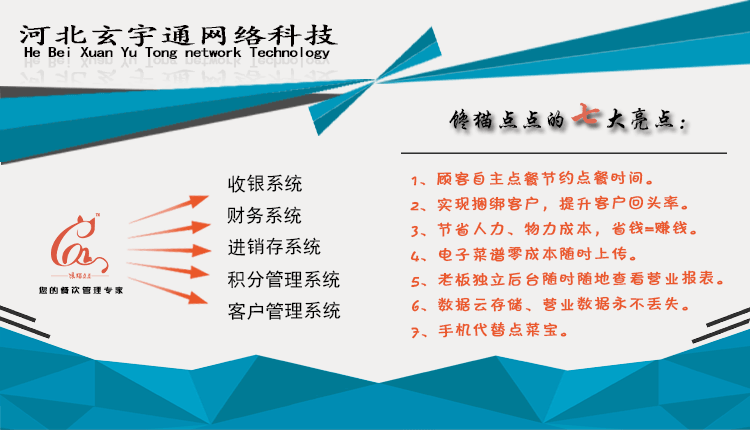 河北玄宇通网络科技
He Bei Xuan Yu Tong network Technology
馋猫点点的七大亮点：
收银系统
财务系统
进销存系统
积分管理系统
客户管理系统
馋猫点点
您的餐饮管理专家
1、顾客自主点餐节约点餐时间。
2、实现捆绑客户，提升客户回头率。
3、节省人力、物力成本，省钱=赚钱。
4、电子菜谱零成本随时上传。
5、老板独立后台随时随地查看营业报表。
6、数据云存储、营业数据永不丢失。
7、手机代替点菜宝。